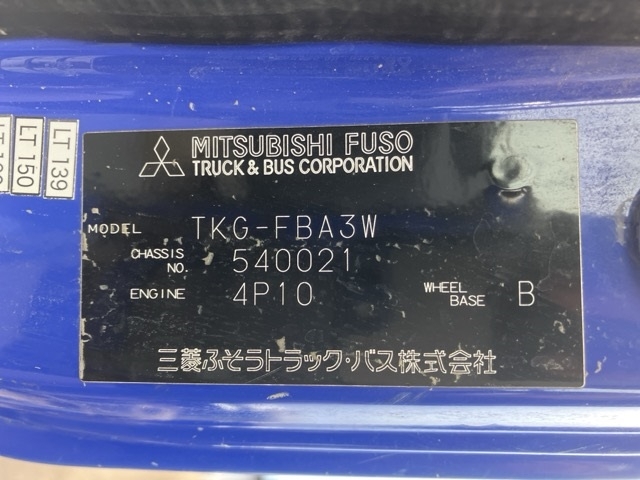 MITSUBISHI FUSO
TRUCK & BUS CORPORATION
MODEL TKG-FBA3W
CHASSIS NO. 540021
ENGINE 4P10
WHEEL BASE B
三菱ふそうトラック・バス株式会社
LT 139
LT 150